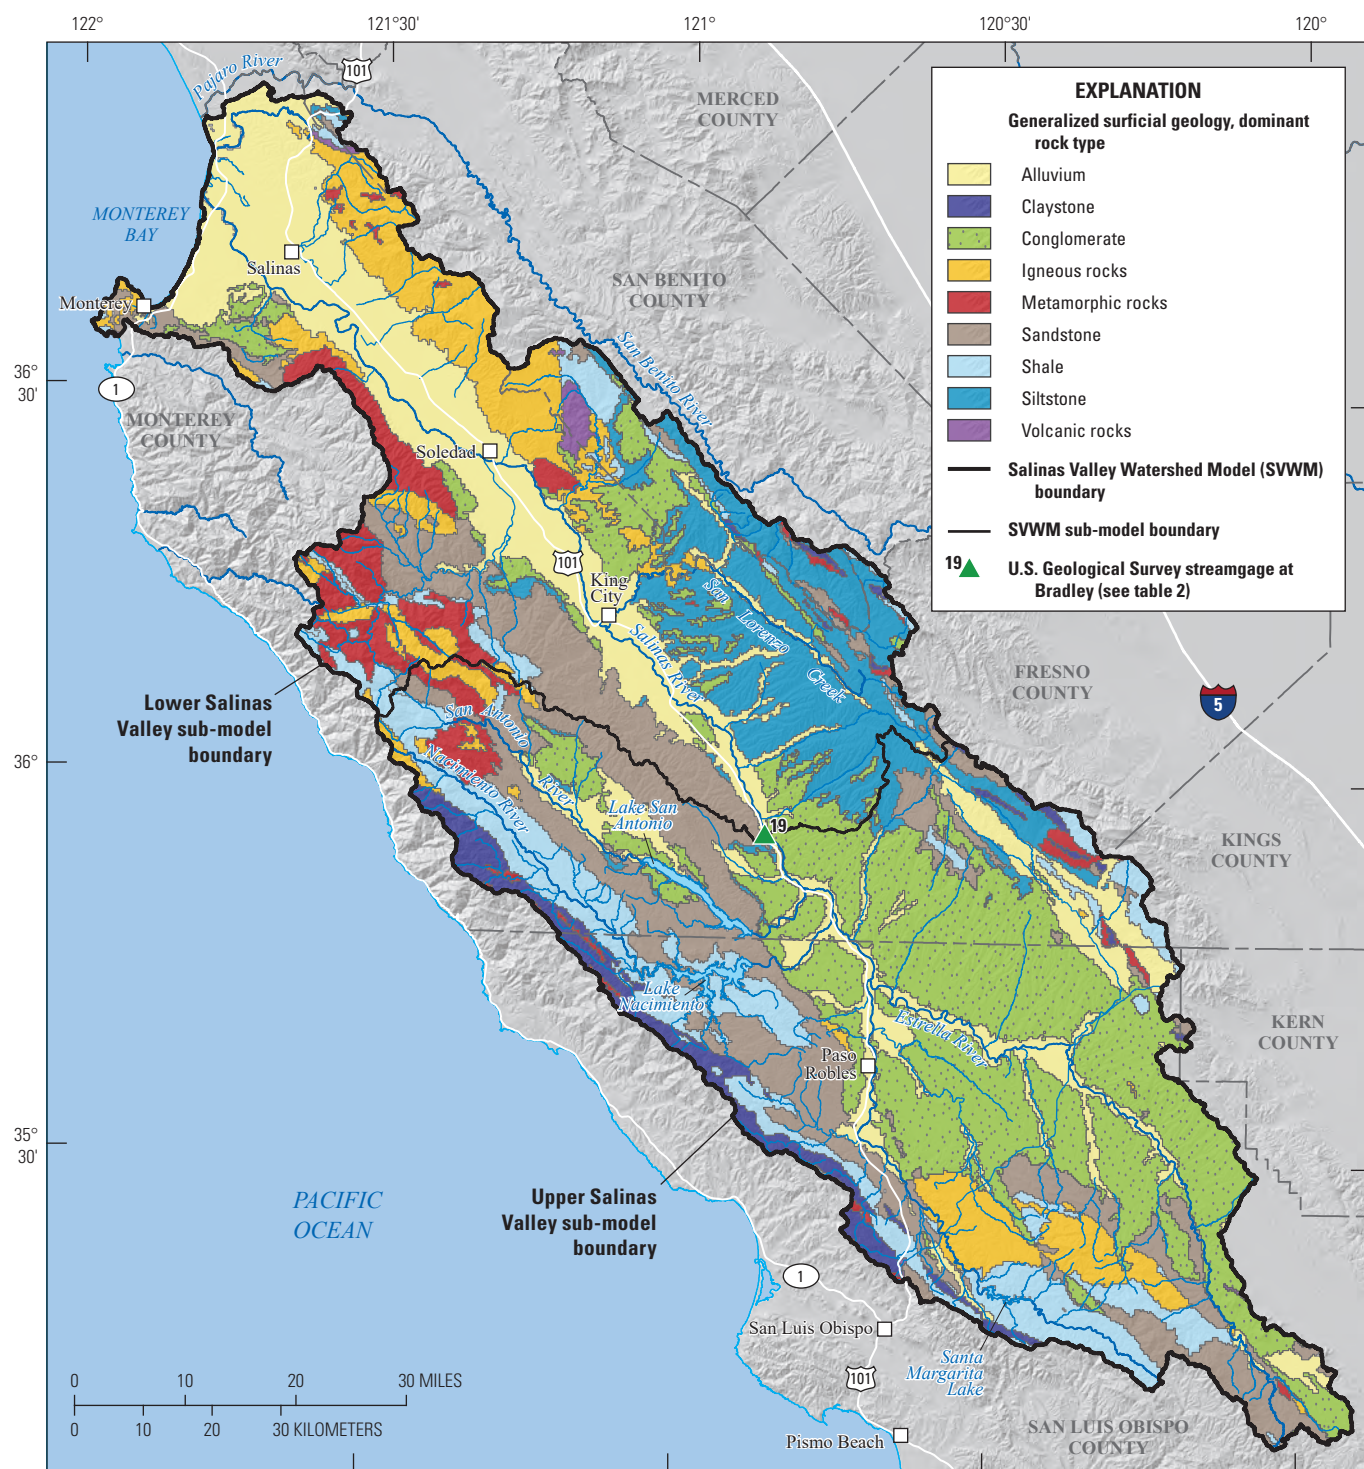 122°
121°30'
121°
120°30'
120°
Pajaro River
101
MERCED
COUNTY
MONTEREY
BAY
Salinas
Monterey
SAN BENITO
COUNTY
San Benito River
36°
30'
1
MONTEREY
COUNTY
Soledad
101
King
City
San Lorenzo Creek
Salinas River
EXPLANATION
Generalized surficial geology, dominant
rock type
Alluvium
Claystone
Conglomerate
Igneous rocks
Metamorphic rocks
Sandstone
Shale
Siltstone
Volcanic rocks
Salinas Valley Watershed Model (SVWM)
boundary
SVWM sub-model boundary
19
U.S. Geological Survey streamgage at
Bradley (see table 2)
FRESNO
COUNTY
5
Lower Salinas
Valley sub-model
boundary
San Antonio River
Nacimiento River
36°
Lake San
Antonio
19
KINGS
COUNTY
Lake
Nacimiento
Estrella River
KERN
COUNTY
Paso
Robles
35°
30'
PACIFIC
OCEAN
Upper Salinas
Valley sub-model
boundary
1
San Luis Obispo
Santa
Margarita
Lake
101
SAN LUIS OBISPO
COUNTY
Pismo Beach
0 10 20 30 MILES
0 10 20 30 KILOMETERS